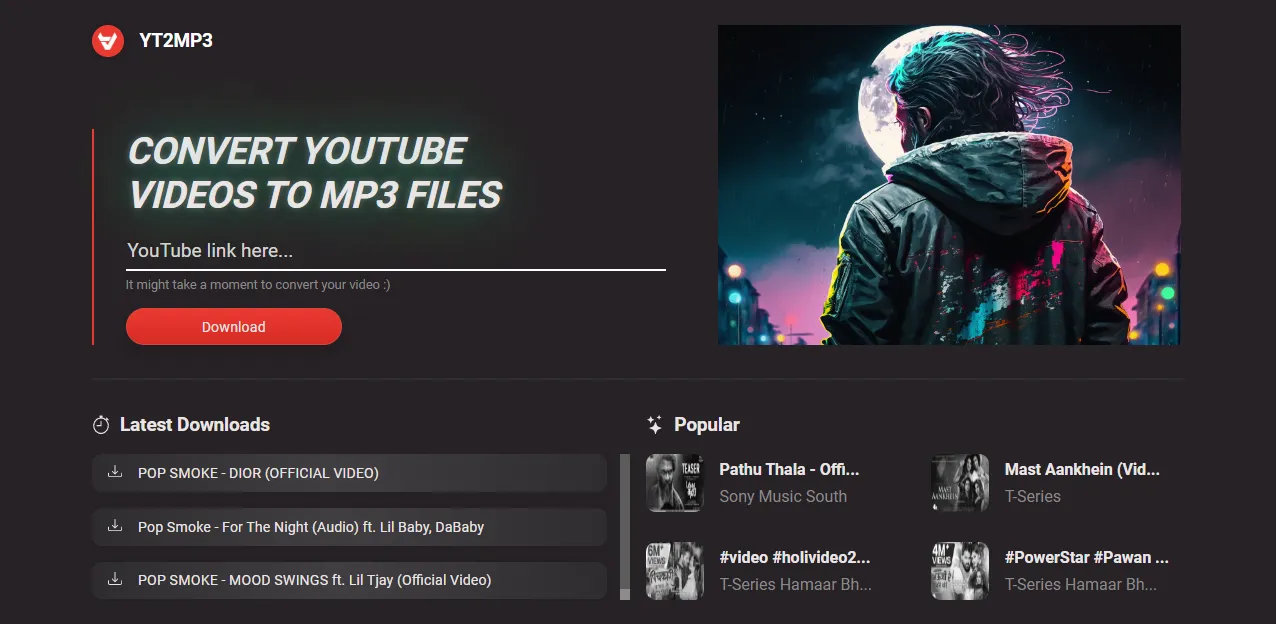 YT2MP3
CONVERT YOUTUBE
VIDEOS TO MP3 FILES
YouTube link here...
It might take a moment to convert your video :)
Download
Latest Downloads
POP SMOKE - DIOR (OFFICIAL VIDEO)
Pop Smoke - For The Night (Audio) ft. Lil Baby, DaBaby
POP SMOKE - MOOD SWINGS ft. Lil Tjay (Official Video)
Popular
TEASER
Pathu Thala - Offi...
Sony Music South
MAST
AANKHEIN
Mast Aankhein (Vid...
T-Series
6M+
VIEWS
#video #holivideo2...
T-Series Hamaar Bh...
4M+
VIEWS
#PowerStar #Pawan ...
T-Series Hamaar Bh...